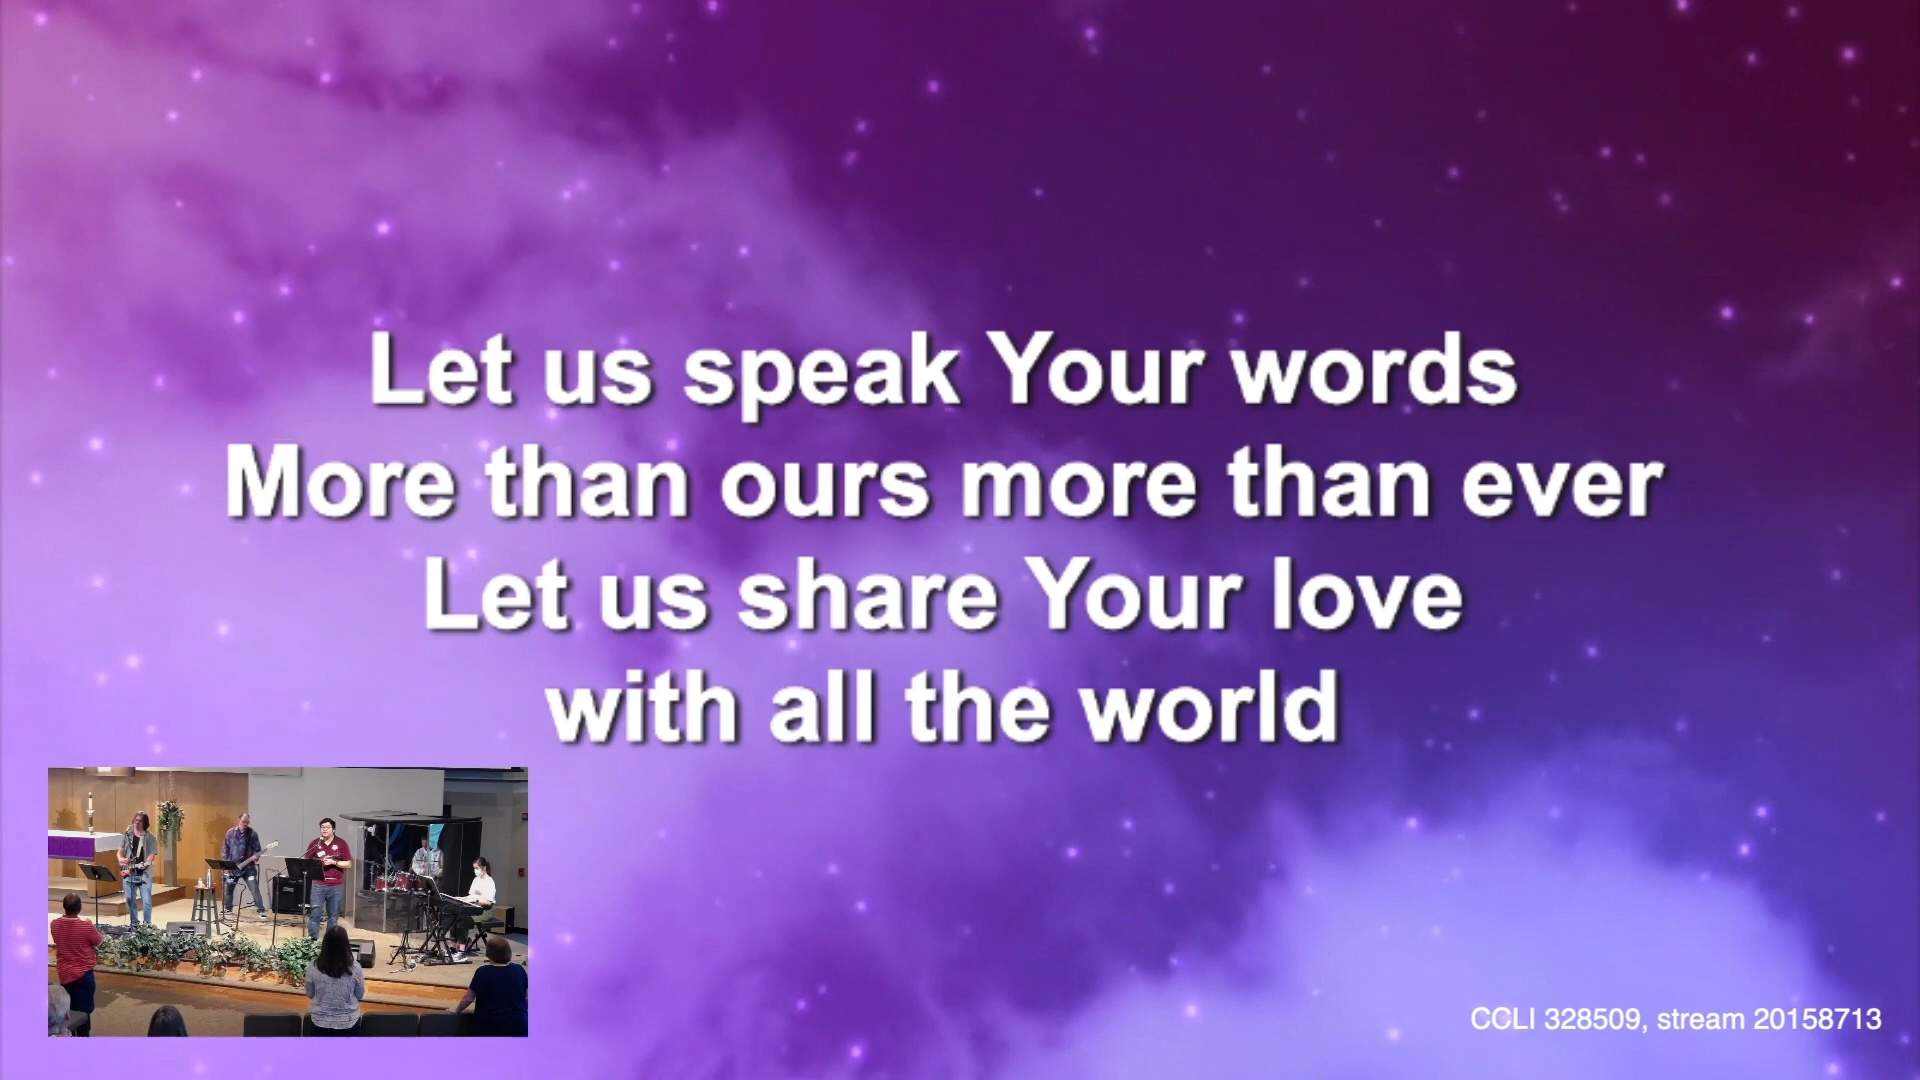 Let us speak Your words
More than ours more than ever
Let us share Your love
with all the world
CCLI 328509, stream 20158713